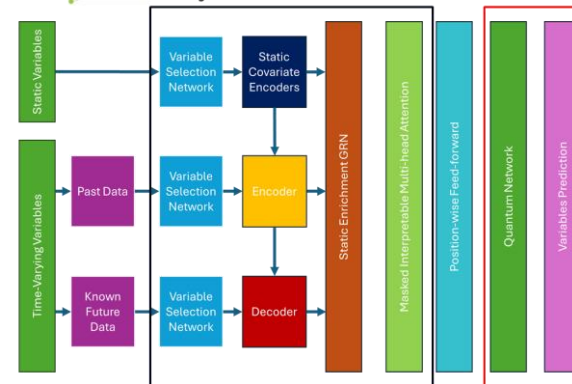 Static Variables
Variable
Selection
Network
Static
Covariate
Encoders
Time-Varying Variables
Past Data
Variable
Selection
Network
Encoder
Known
Future
Data
Variable
Selection
Network
Decoder
Static Enrichment GRN
Masked Interpretable Multi-head Attention
Position-wise Feed-forward
Quantum Network
Variables Prediction